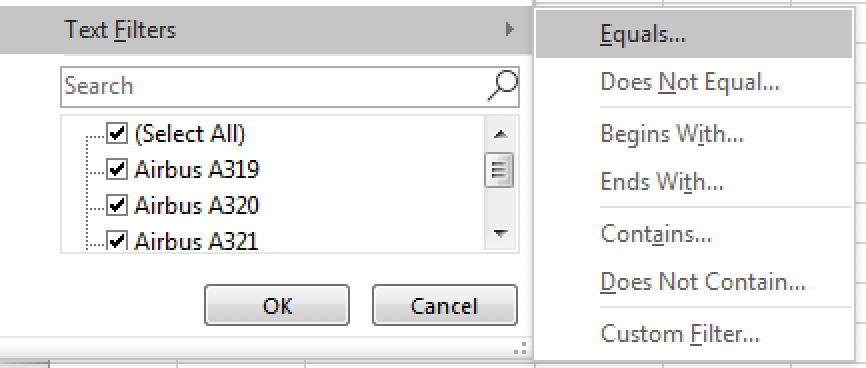 Text Filters
Search
(Select All)
Airbus A319
Airbus A320
Airbus A321
OK
Cancel
Equals...
Does Not Equal...
Begins With...
Ends With...
Contains...
Does Not Contain...
Custom Filter...